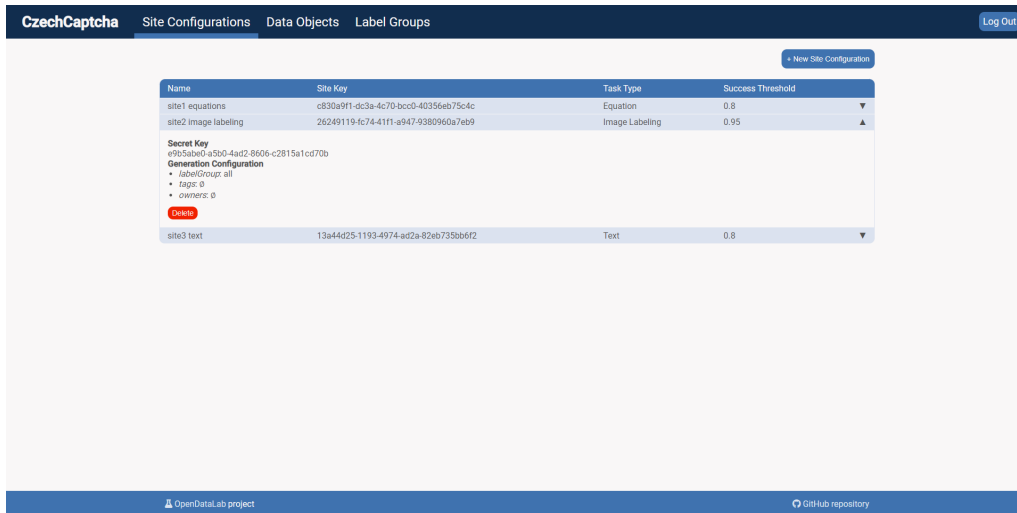 CzechCaptcha Site Configurations Data Objects Label Groups Log Out
+ New Site Configuration
Name Site Key Task Type Success Threshold
site1 equations c830a9f1-dc3a-4c70-bcc0-40356eb75c4c Equation 0.8 ▼
site2 image labeling 26249119-fc74-41f1-a947-9380960a7eb9 Image Labeling 0.95 ▲
Secret Key
e9b5abe0-a5b0-4ad2-8606-c2815a1cd70b
Generation Configuration
• labelGroup: all
• tags: ∅
• owners: ∅
Delete
site3 text 13a44d25-1193-4974-ad2a-82eb735bb6f2 Text 0.8 ▼
OpenDataLab project GitHub repository